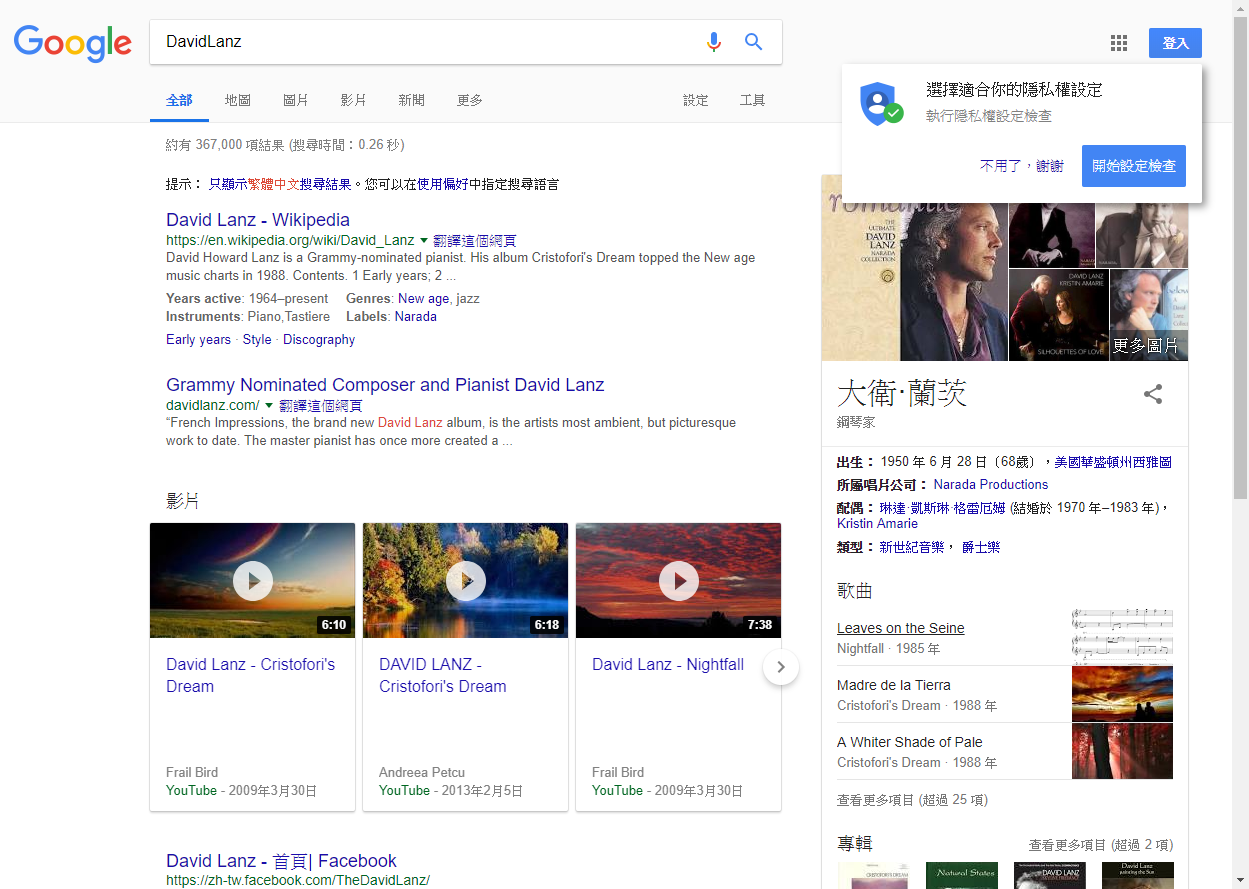 Google
DavidLanz
登入
全部
地圖
圖片
影片
新聞
更多
設定
工具
選擇適合你的隱私權設定
執行隱私權設定檢查
不用了，謝謝
開始設定檢查
約有 367,000 項結果 (搜尋時間：0.26 秒)
提示： 只顯示繁體中文搜尋結果。您可以在使用偏好中指定搜尋語言
David Lanz - Wikipedia
https://en.wikipedia.org/wiki/David_Lanz 翻譯這個網頁
David Howard Lanz is a Grammy-nominated pianist. His album Cristofori's Dream topped the New age
music charts in 1988. Contents. 1 Early years; 2 ...
Years active: 1964–present Genres: New age, jazz
Instruments: Piano,Tastiere Labels: Narada
Early years · Style · Discography
Grammy Nominated Composer and Pianist David Lanz
davidlanz.com/ 翻譯這個網頁
“French Impressions, the brand new David Lanz album, is the artists most ambient, but picturesque
work to date. The master pianist has once more created a ...
影片
6:10
David Lanz - Cristofori's
Dream
Frail Bird
YouTube - 2009年3月30日
6:18
DAVID LANZ -
Cristofori's Dream
Andreea Petcu
YouTube - 2013年2月5日
7:38
David Lanz - Nightfall
Frail Bird
YouTube - 2009年3月30日
David Lanz - 首頁| Facebook
https://zh-tw.facebook.com/TheDavidLanz/
romantic
THE
ULTIMATE
DAVID
LANZ
NARADA
COLLECTION
DAVID LANZ
KRISTIN AMARIE
SILHOUETTES OF LOVE
更多圖片
大衛·蘭茨
鋼琴家
出生： 1950 年 6 月 28 日（68歲），美國華盛頓州西雅圖
所屬唱片公司： Narada Productions
配偶： 琳達·凱斯琳·格雷厄姆 (結婚於 1970 年–1983 年)，
Kristin Amarie
類型： 新世紀音樂， 爵士樂
歌曲
Leaves on the Seine
Nightfall · 1985 年
Madre de la Tierra
Cristofori's Dream · 1988 年
A Whiter Shade of Pale
Cristofori's Dream · 1988 年
查看更多項目 (超過 25 項)
專輯
查看更多項目 (超過 2 項)
CRISTOFORI'S DREAM
Natural States
DAVID LANZ
David Lanz
painting the Sun